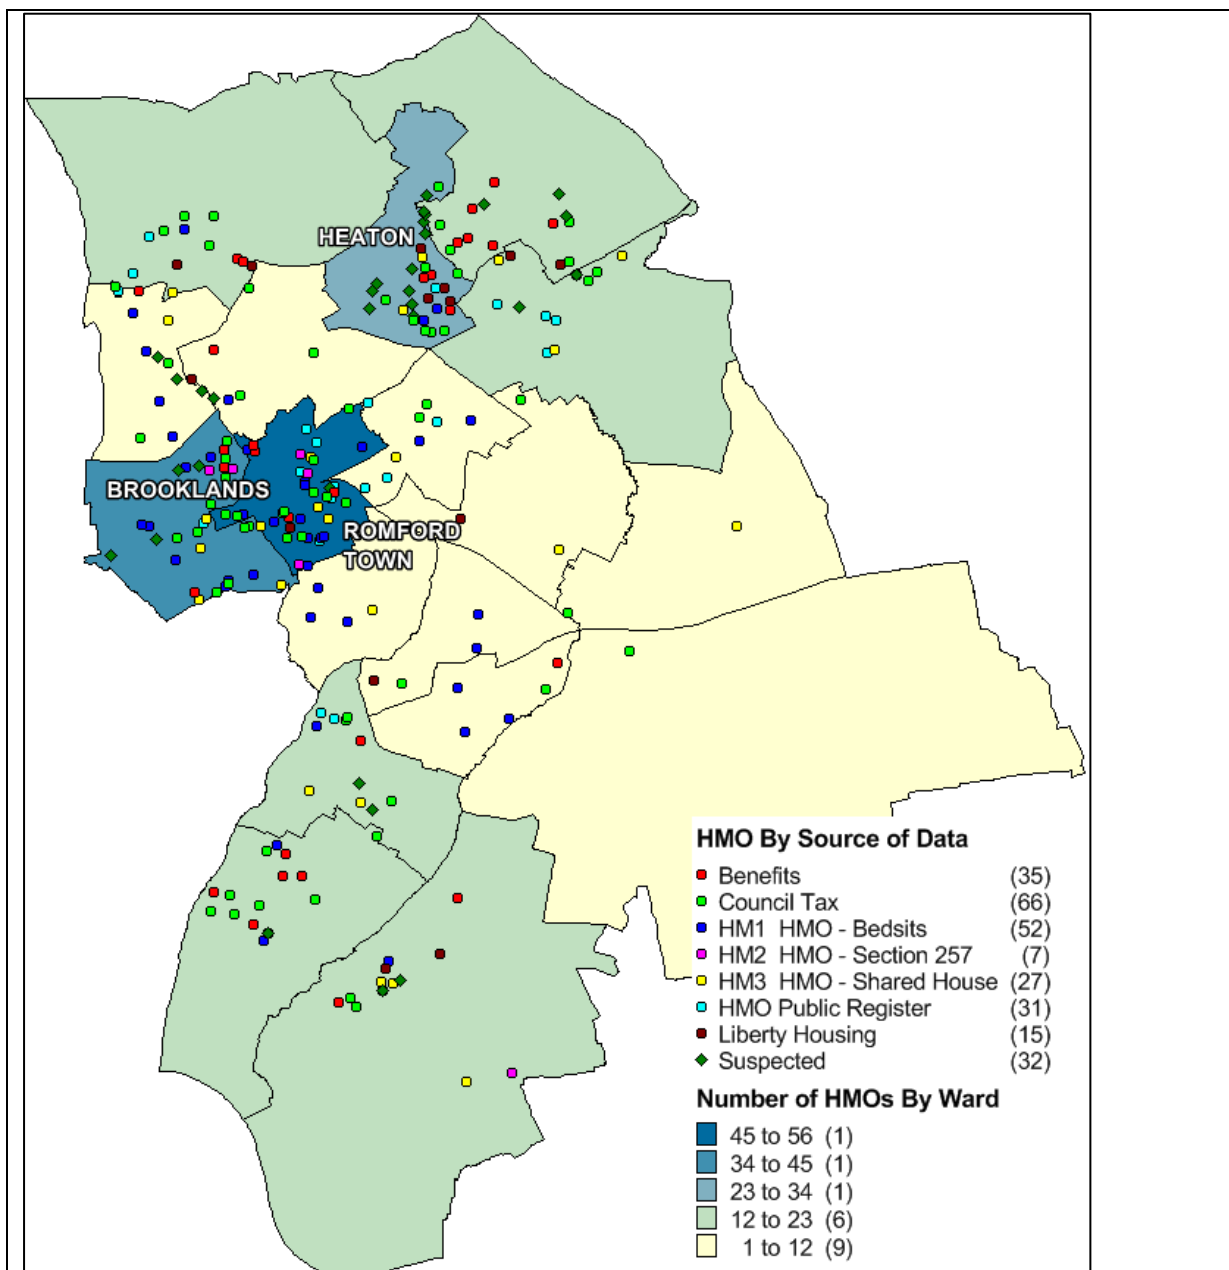 HEATON
BROOKLANDS
ROMFORD
TOWN
HMO By Source of Data
Benefits (35)
Council Tax (66)
HM1 HMO - Bedsits (52)
HM2 HMO - Section 257 (7)
HM3 HMO - Shared House (27)
HMO Public Register (31)
Liberty Housing (15)
Suspected (32)
Number of HMOs By Ward
45 to 56 (1)
34 to 45 (1)
23 to 34 (1)
12 to 23 (6)
1 to 12 (9)